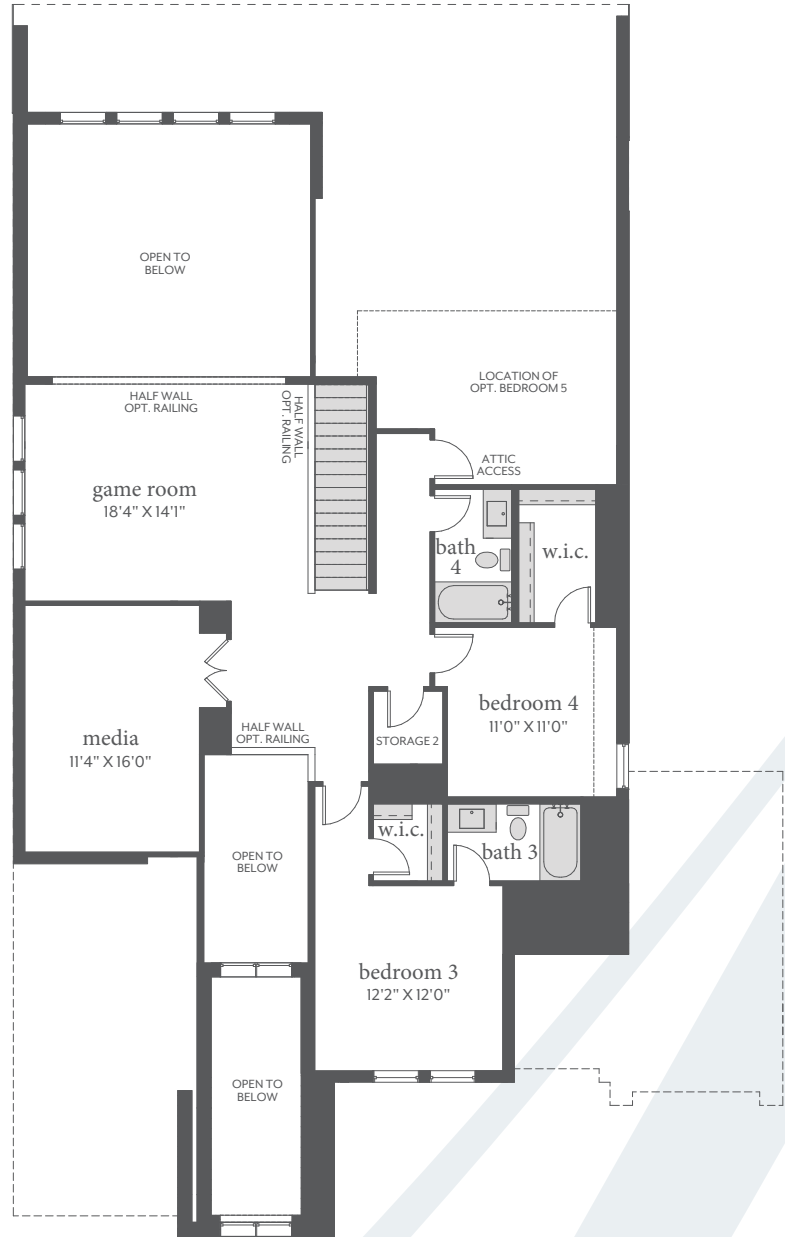 OPEN TO
BELOW
LOCATION OF
OPT. BEDROOM 5
HALF WALL
OPT. RAILING
HALF WALL
OPT. RAILING
ATTIC
ACCESS
game room
18'4" X 14'1"
bath
4
w.i.c.
bedroom 4
11'0" X 11'0"
media
11'4" X 16'0"
HALF WALL
OPT. RAILING
STORAGE 2
w.i.c.
bath 3
OPEN TO
BELOW
bedroom 3
12'2" X 12'0"
OPEN TO
BELOW